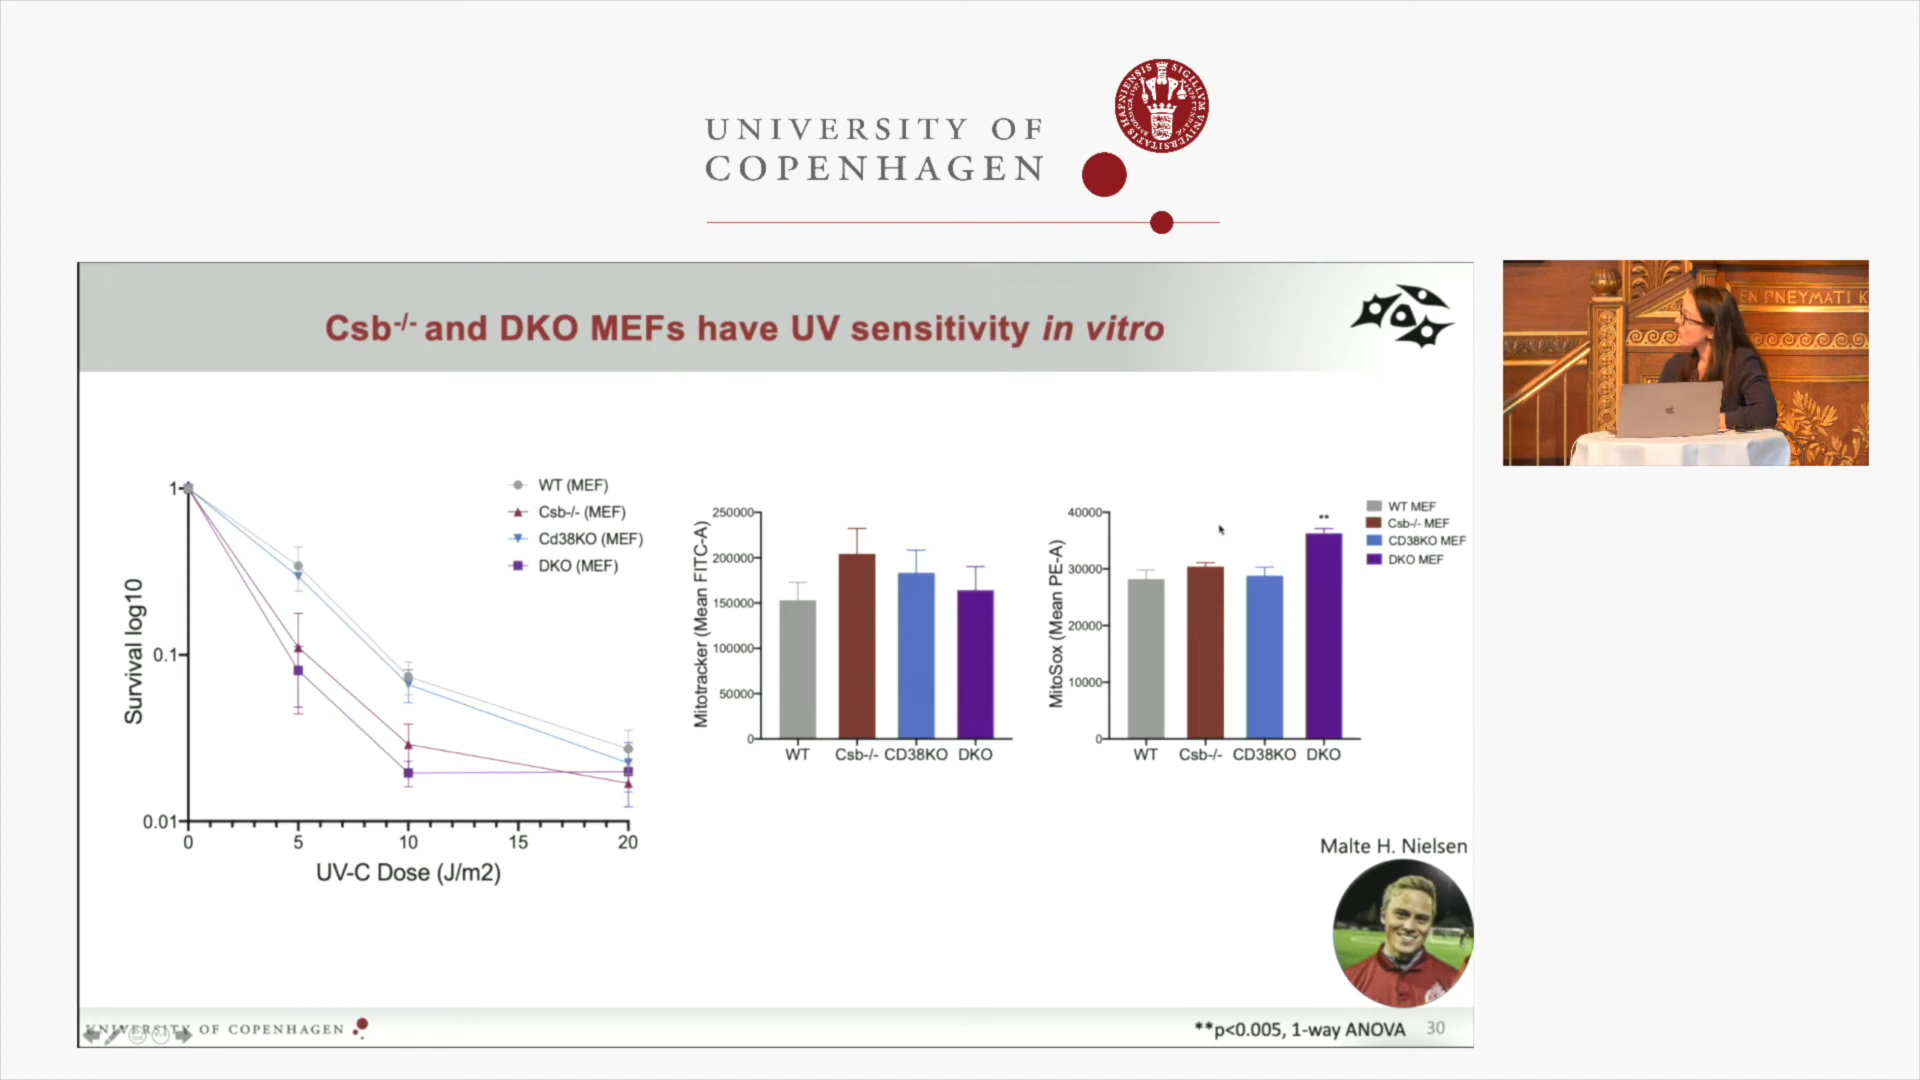 UNIVERSITY OF
COPENHAGEN
Csb-/- and DKO MEFs have UV sensitivity in vitro
EN PNEYMATI K
WT (MEF)
Csb-/- (MEF)
Cd38KO (MEF)
DKO (MEF)
Survival log10
1
0.1
0.01
0 5 10 15 20
UV-C Dose (J/m2)
Mitotracker (Mean FITC-A)
250000
200000
150000
100000
50000
0
WT Csb-/- CD38KO DKO
MitoSox (Mean PE-A)
40000
30000
20000
10000
0
**
WT Csb-/- CD38KO DKO
WT MEF
Csb-/- MEF
CD38KO MEF
DKO MEF
Malte H. Nielsen
UNIVERSITY OF COPENHAGEN
**p<0.005, 1-way ANOVA 30